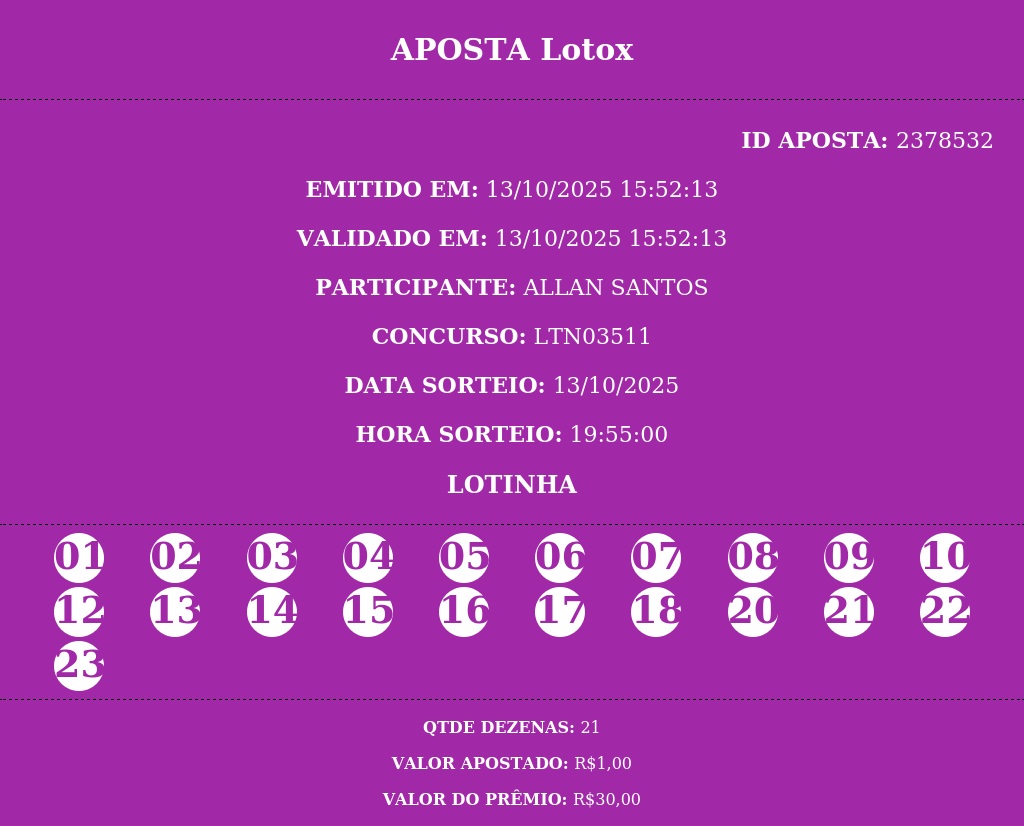 APOSTA Lotox
ID APOSTA: 2378532
EMITIDO EM: 13/10/2025 15:52:13
VALIDADO EM: 13/10/2025 15:52:13
PARTICIPANTE: ALLAN SANTOS
CONCURSO: LTN03511
DATA SORTEIO: 13/10/2025
HORA SORTEIO: 19:55:00
LOTINHA
01 02 03 04 05 06 07 08 09 10
12 13 14 15 16 17 18 20 21 22
23
QTDE DEZENAS: 21
VALOR APOSTADO: R$1,00
VALOR DO PRÊMIO: R$30,00